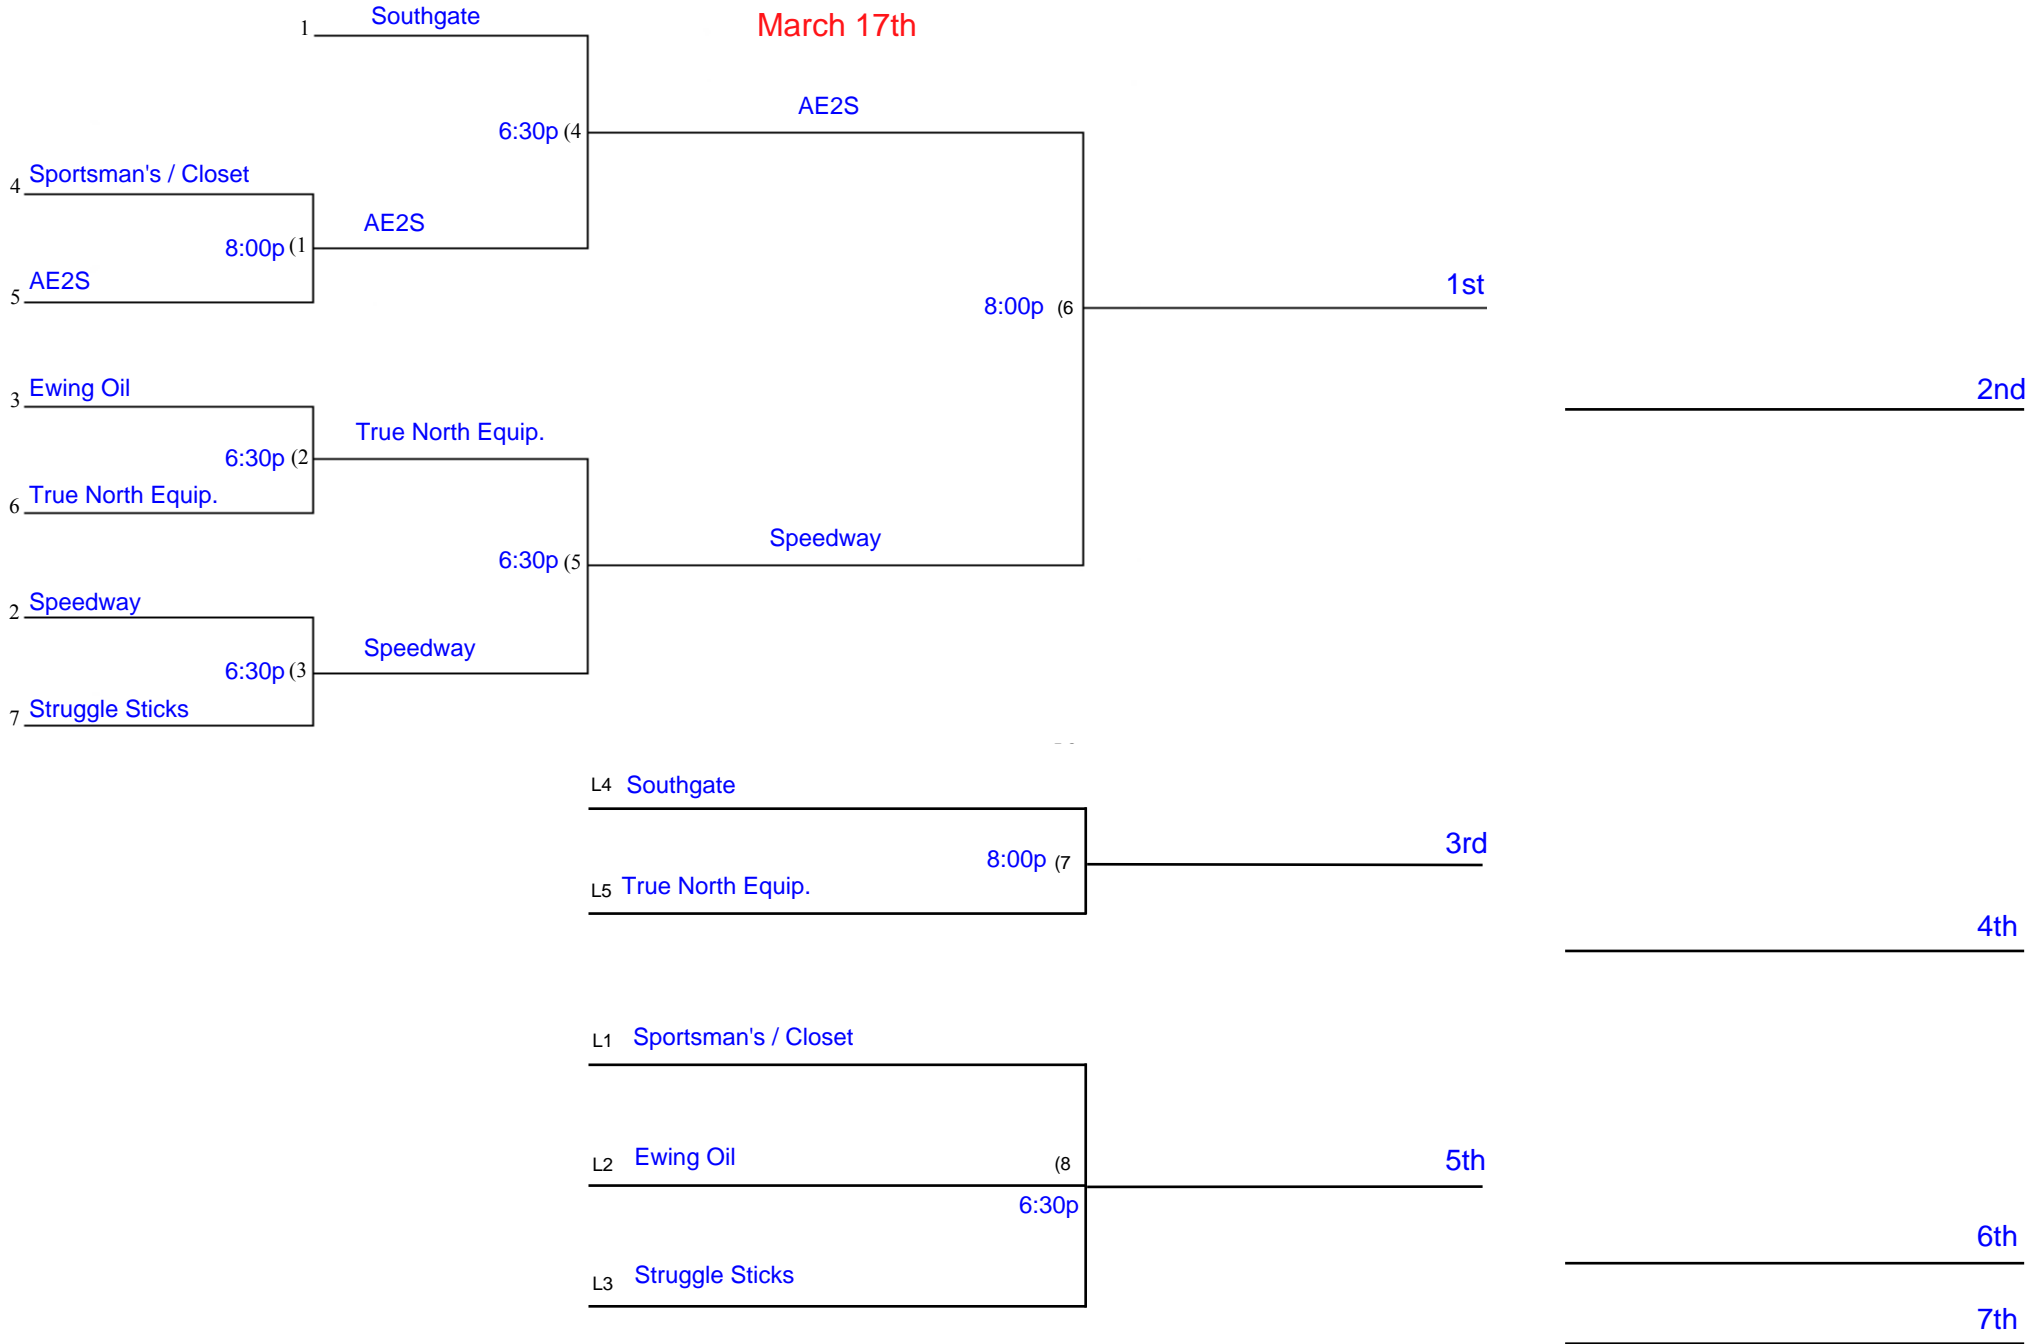 Southgate
March 17th
1
AE2S
6:30p (4
Sportsman's / Closet
4
AE2S
8:00p (1
AE2S
5
1st
8:00p (6
Ewing Oil
2nd
3
True North Equip.
6:30p (2
True North Equip.
6
Speedway
6:30p (5
Speedway
2
Speedway
6:30p (3
Struggle Sticks
7
L4 Southgate
3rd
8:00p (7
L5 True North Equip.
4th
L1 Sportsman's / Closet
L2 Ewing Oil (8
5th
6:30p
6th
L3 Struggle Sticks
7th